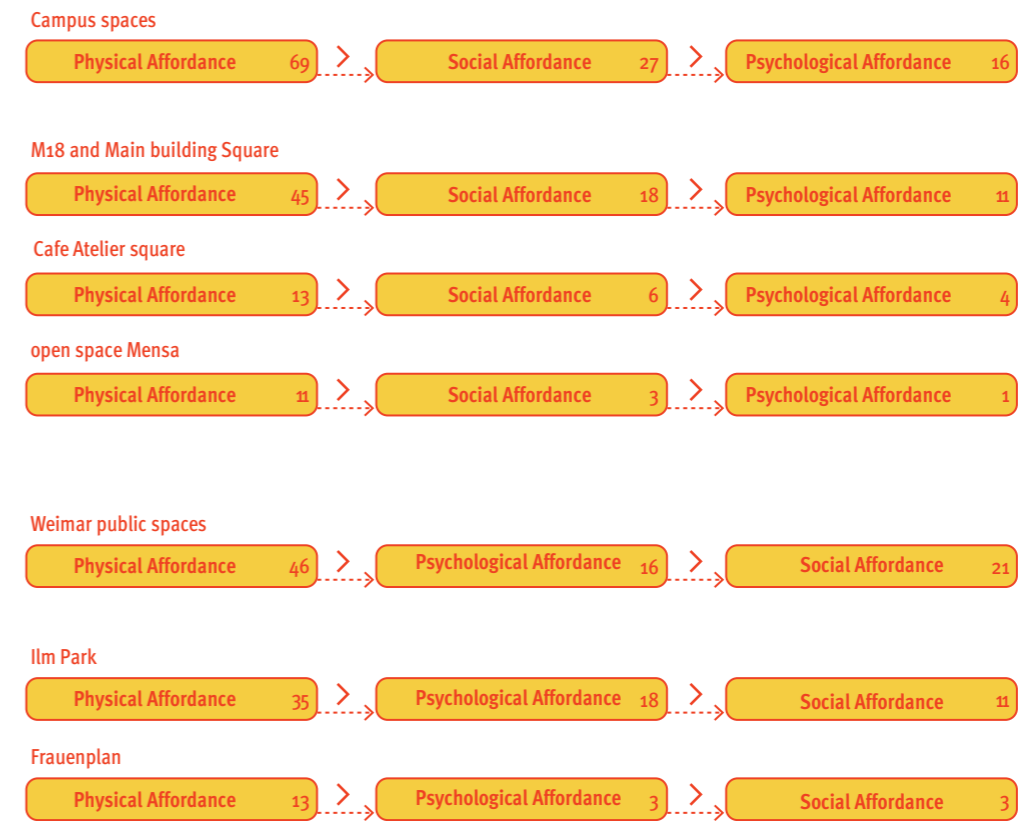 Campus spaces
Physical Affordance 69 > Social Affordance 27 > Psychological Affordance 16
M18 and Main building Square
Physical Affordance 45 > Social Affordance 18 > Psychological Affordance 11
Cafe Atelier square
Physical Affordance 13 > Social Affordance 6 > Psychological Affordance 4
open space Mensa
Physical Affordance 11 > Social Affordance 3 > Psychological Affordance 1
Weimar public spaces
Physical Affordance 46 > Psychological Affordance 16 > Social Affordance 21
Ilm Park
Physical Affordance 35 > Psychological Affordance 18 > Social Affordance 11
Frauenplan
Physical Affordance 13 > Psychological Affordance 3 > Social Affordance 3